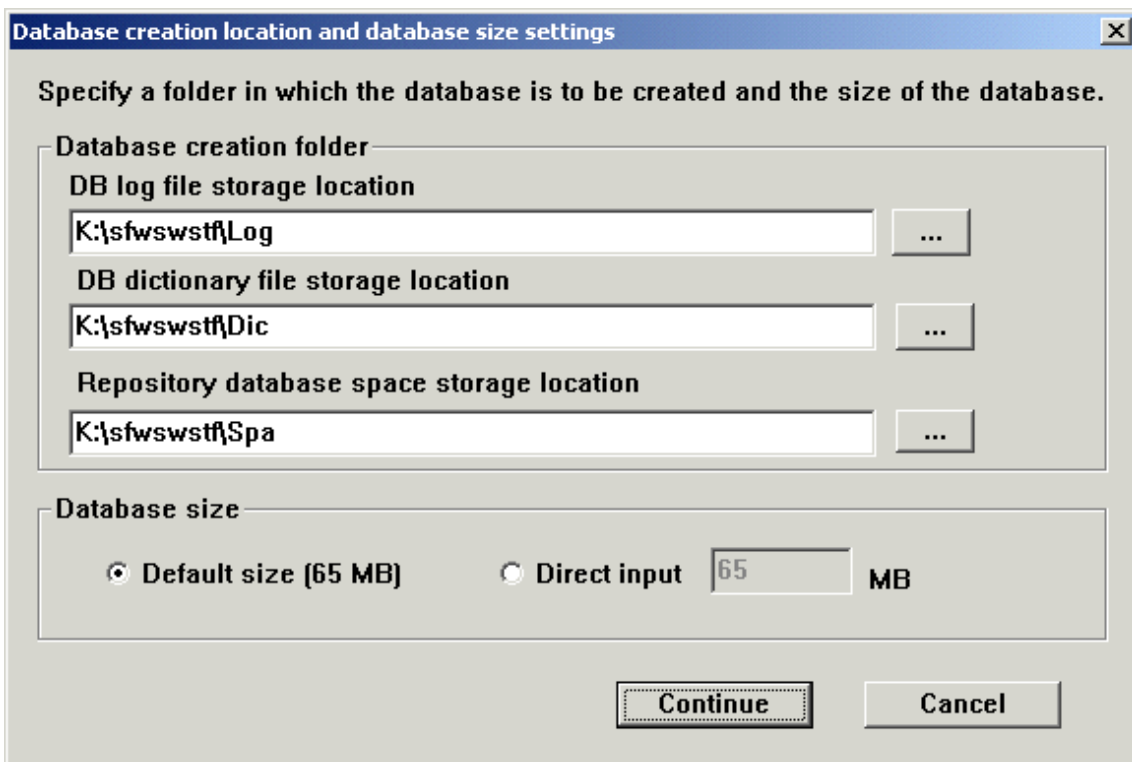 Database creation location and database size settings
Specify a folder in which the database is to be created and the size of the database.
Database creation folder
DB log file storage location
K:\sfwswstf\Log
...
DB dictionary file storage location
K:\sfwswstf\Dic
...
Repository database space storage location
K:\sfwswstf\Spa
...
Database size
Default size (65 MB) Direct input 65 MB
Continue Cancel